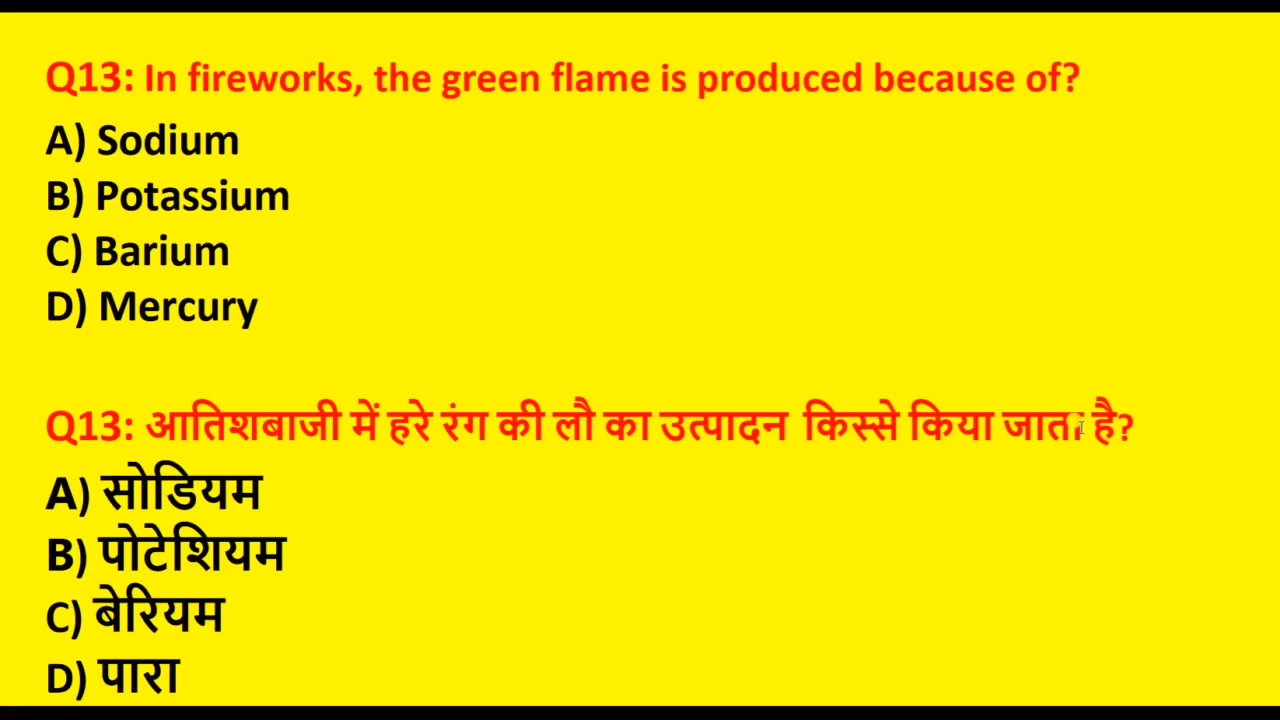 Q13: In fireworks, the green flame is produced because of?
A) Sodium
B) Potassium
C) Barium
D) Mercury
Q13: आतिशबाजी में हरे रंग की लौ का उत्पादन किस्से किया जाता है?
A) सोडियम
B) पोटेशियम
C) बेरियम
D) पारा